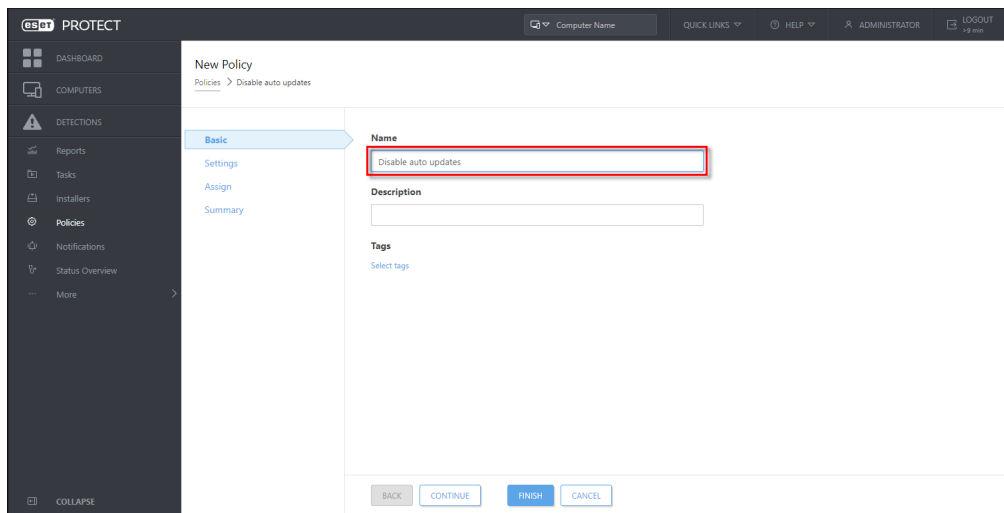 eset PROTECT
Computer Name
QUICK LINKS
HELP
ADMINISTRATOR
LOGOUT
>9 min
DASHBOARD
COMPUTERS
DETECTIONS
Reports
Tasks
Installers
Policies
Notifications
Status Overview
More
COLLAPSE
New Policy
Policies > Disable auto updates
Basic
Settings
Assign
Summary
Name
Disable auto updates
Description
Tags
Select tags
BACK CONTINUE FINISH CANCEL